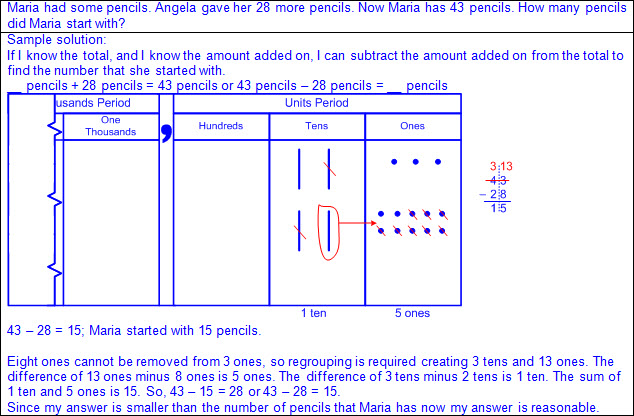 Maria had some pencils. Angela gave her 28 more pencils. Now Maria has 43 pencils. How many pencils
did Maria start with?
Sample solution:
If I know the total, and I know the amount added on, I can subtract the amount added on from the total to
find the number that she started with.
__ pencils + 28 pencils = 43 pencils or 43 pencils – 28 pencils = __ pencils
usands Period
Units Period
One
Thousands
,
Hundreds
Tens
Ones
3 13
4 3
– 2 8
1 5
1 ten
5 ones
43 – 28 = 15; Maria started with 15 pencils.
Eight ones cannot be removed from 3 ones, so regrouping is required creating 3 tens and 13 ones. The
difference of 13 ones minus 8 ones is 5 ones. The difference of 3 tens minus 2 tens is 1 ten. The sum of
1 ten and 5 ones is 15. So, 43 – 15 = 28 or 43 – 28 = 15.
Since my answer is smaller than the number of pencils that Maria has now my answer is reasonable.